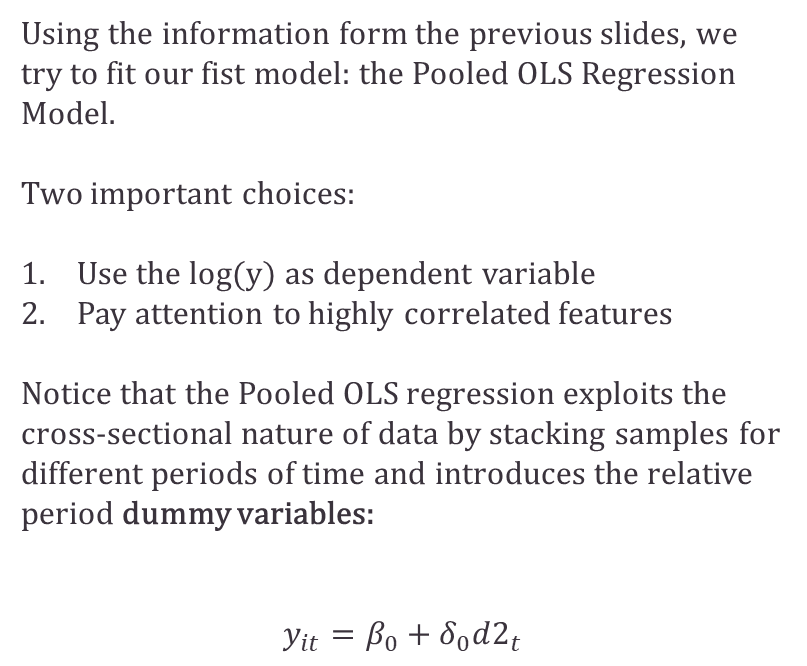 Using the information form the previous slides, we
try to fit our fist model: the Pooled OLS Regression
Model.
Two important choices:
1. Use the log(y) as dependent variable
2. Pay attention to highly correlated features
Notice that the Pooled OLS regression exploits the
cross-sectional nature of data by stacking samples for
different periods of time and introduces the relative
period dummy variables:
y_{it} = β_0 + δ_0d2_t